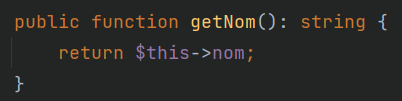 public function getNom(): string {
    return $this->nom;
}